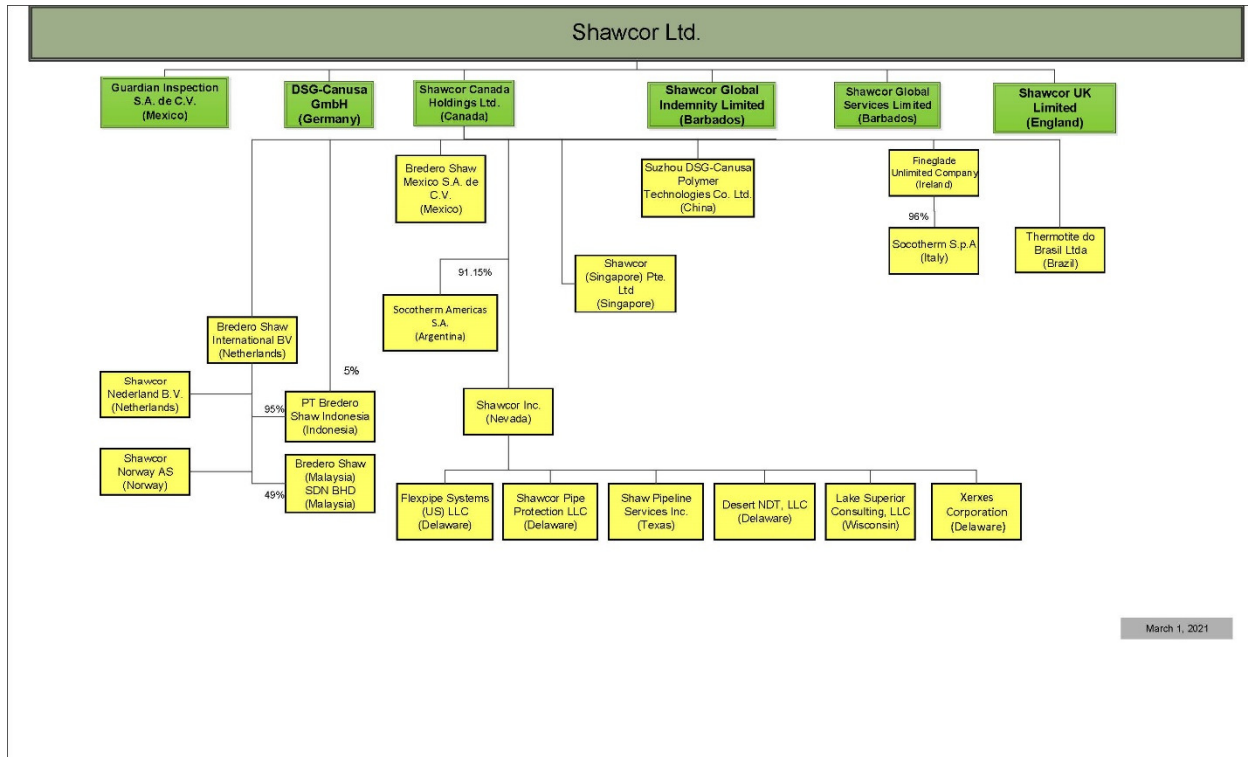 Shawcor Ltd.
Guardian Inspection
S.A. de C.V.
(Mexico)
DSG-Canusa
GmbH
(Germany)
Shawcor Canada
Holdings Ltd.
(Canada)
Shawcor Global
Indemnity Limited
(Barbados)
Shawcor Global
Services Limited
(Barbados)
Shawcor UK
Limited
(England)
Bredero Shaw
Mexico S.A. de
C.V.
(Mexico)
Suzhou DSG-Canusa
Polymer
Technologies Co. Ltd.
(China)
Fineglade
Unlimited Company
(Ireland)
96%
Socotherm S.p.A
(Italy)
Thermotite do
Brasil Ltda
(Brazil)
91.15%
Shawcor
(Singapore) Pte.
Ltd
(Singapore)
Socotherm Americas
S.A.
(Argentina)
Bredero Shaw
International BV
(Netherlands)
5%
Shawcor
Nederland B.V.
(Netherlands)
95%
PT Bredero
Shaw Indonesia
(Indonesia)
Shawcor Inc.
(Nevada)
Shawcor
Norway AS
(Norway)
49%
Bredero Shaw
(Malaysia)
SDN BHD
(Malaysia)
Flexpipe Systems
(US) LLC
(Delaware)
Shawcor Pipe
Protection LLC
(Delaware)
Shaw Pipeline
Services Inc.
(Texas)
Desert NDT, LLC
(Delaware)
Lake Superior
Consulting, LLC
(Wisconsin)
Xerxes
Corporation
(Delaware)
March 1, 2021